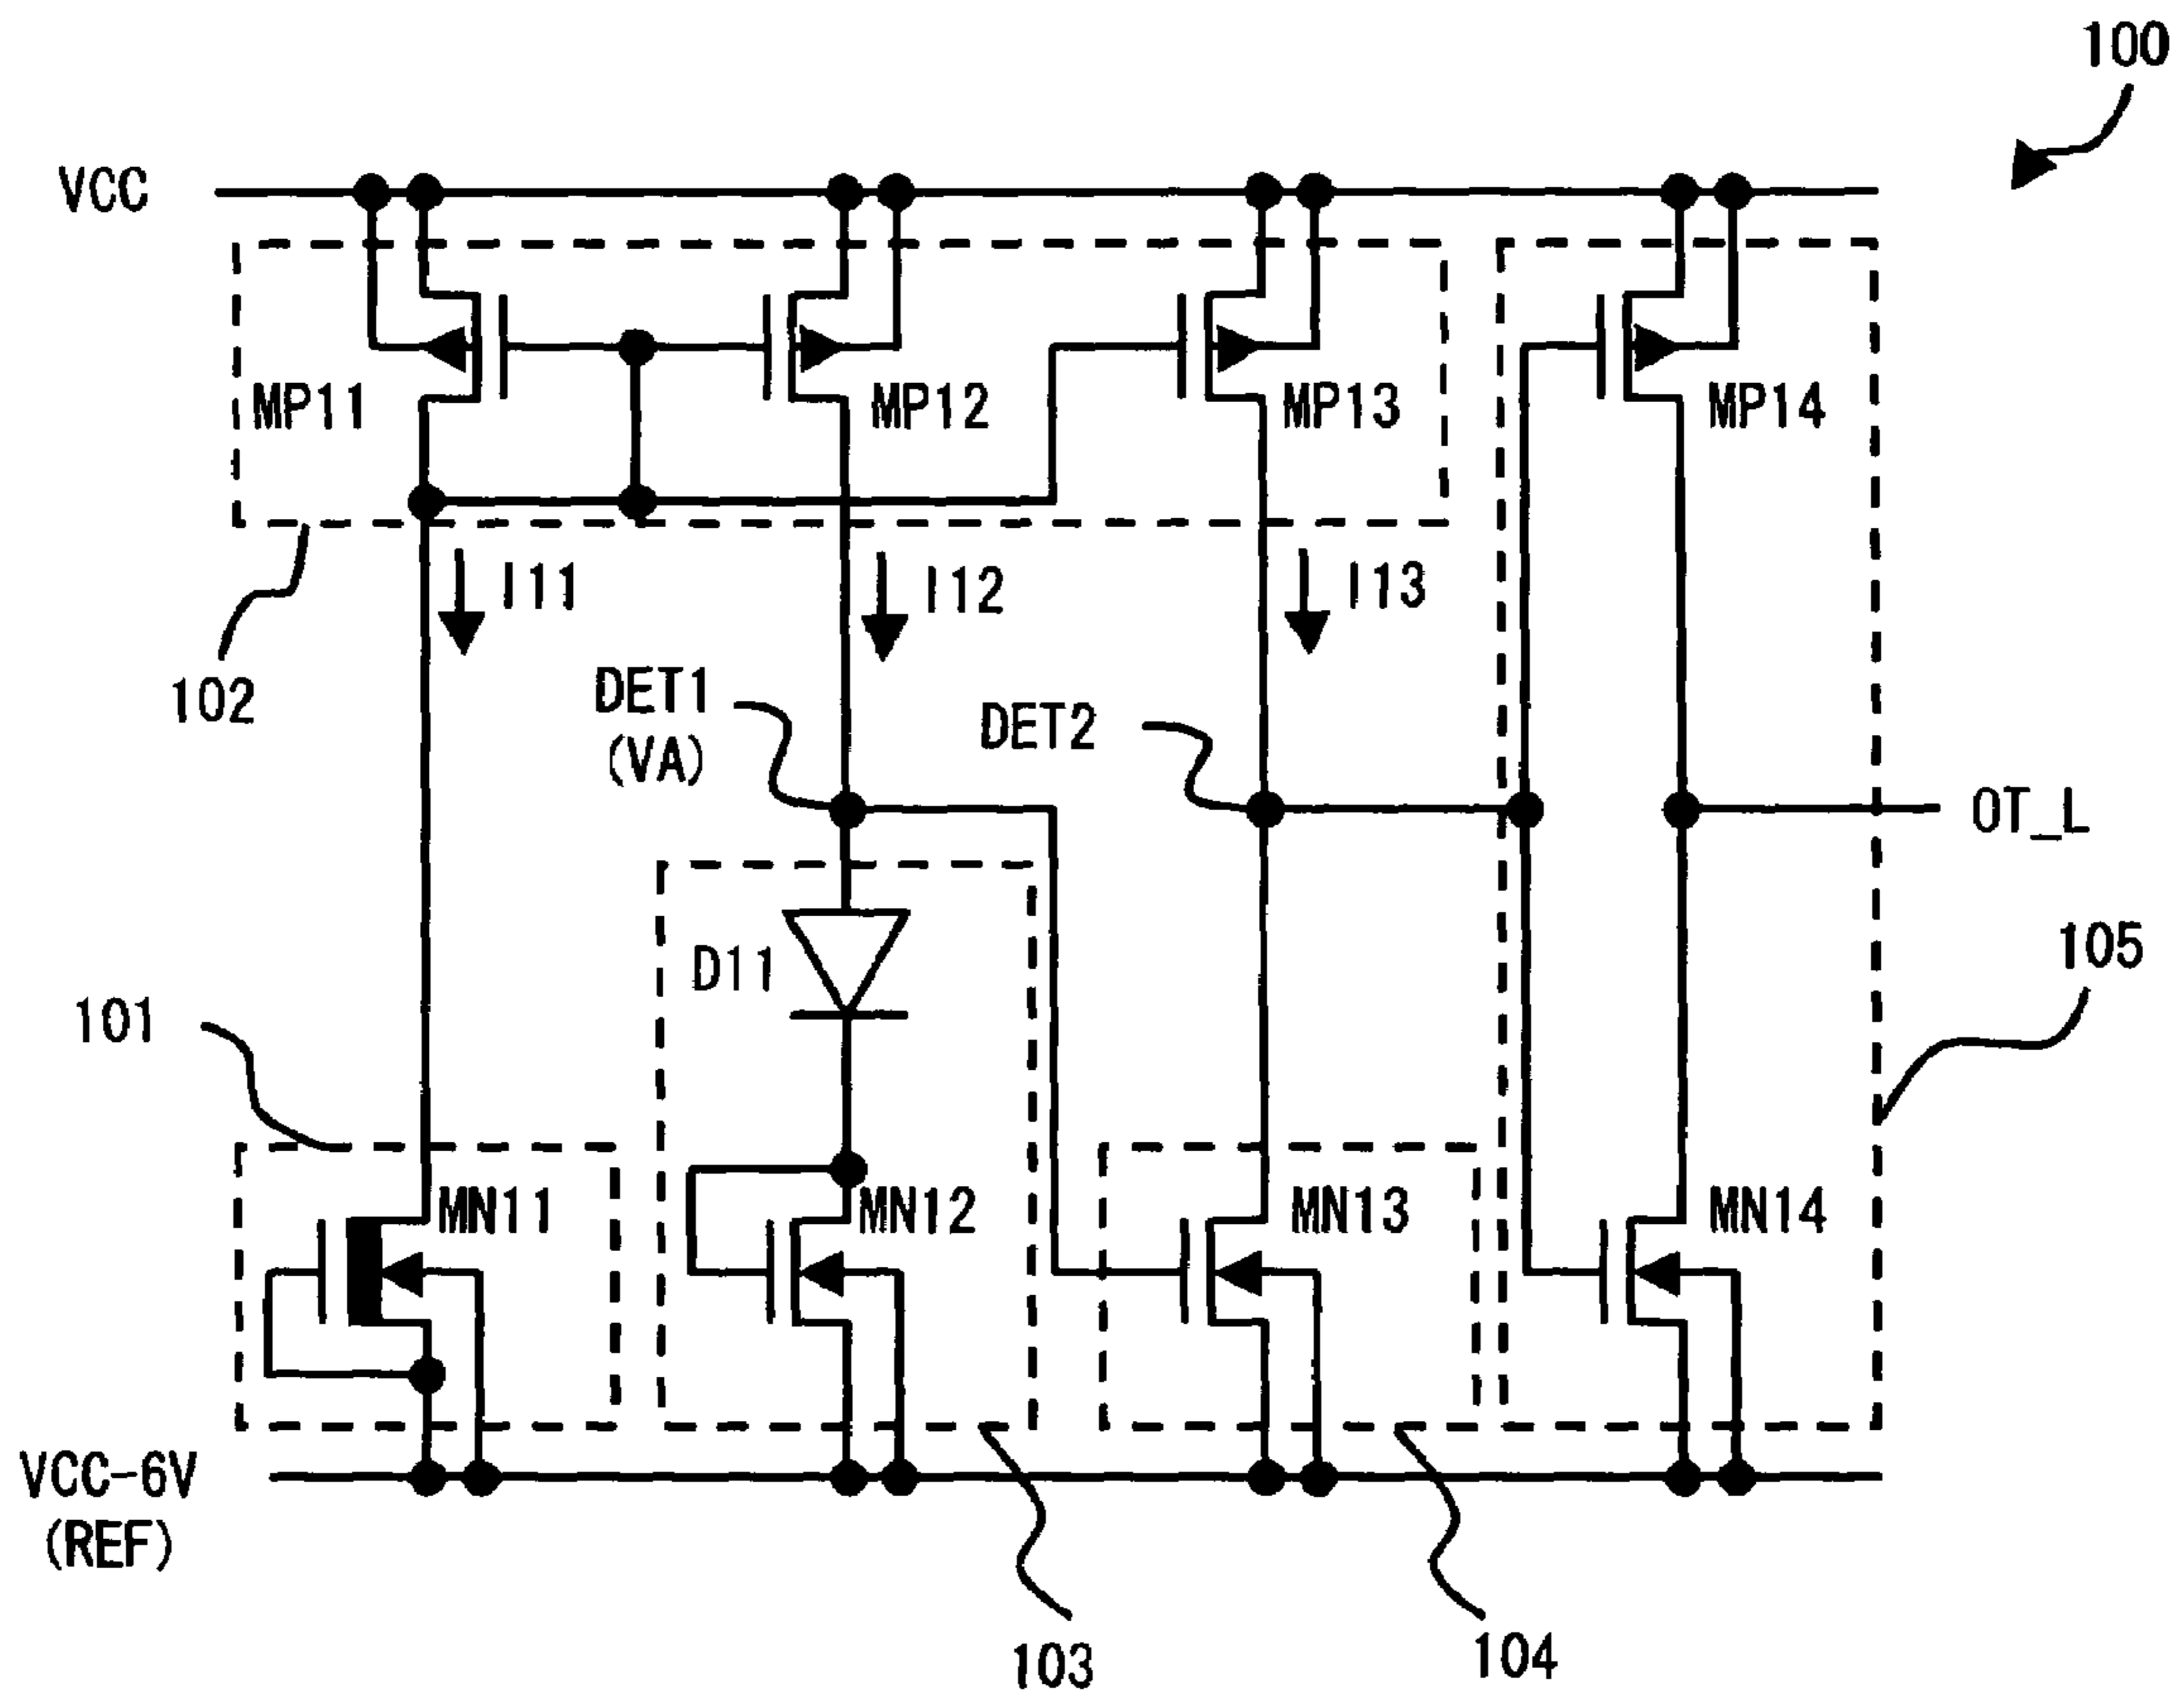 100
VCC
MP11
MP12
MP13
MP14
I11
I12
I13
102
DET1
(VA)
DET2
OT_L
D11
105
101
MN11
MN12
MN13
MN14
VCC-6V
(REF)
103
104